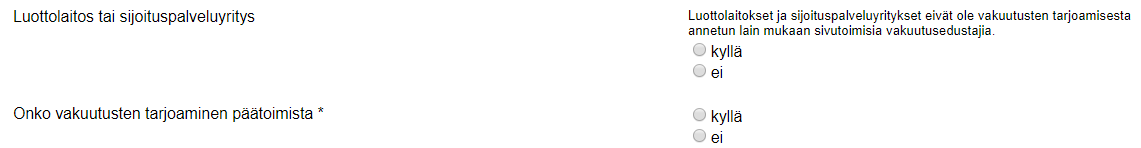 Luottolaitos tai sijoituspalveluyritys
Luottolaitokset ja sijoituspalveluyritykset eivät ole vakuutusten tarjoamisesta
annetun lain mukaan sivutoimisia vakuutusedustajia.
kyllä
ei
Onko vakuutusten tarjoaminen päätoimista *
kyllä
ei